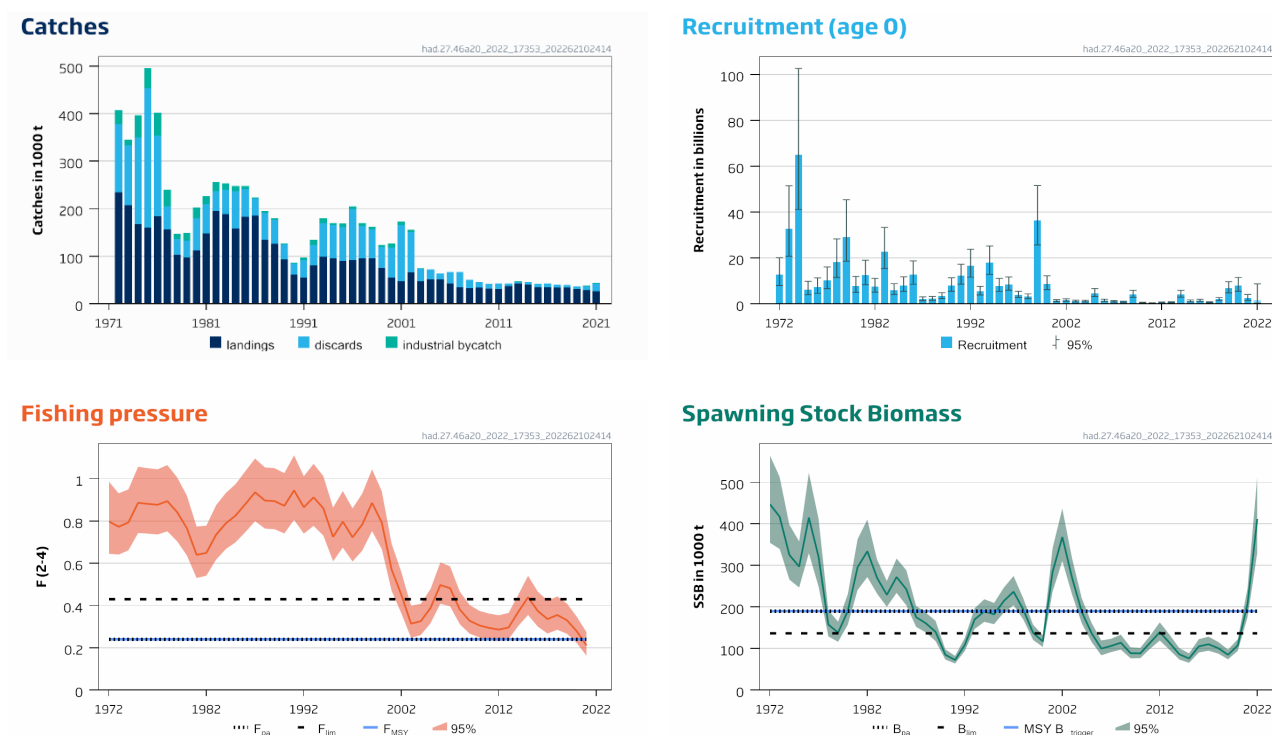 Catches
had.27.46a20_2022_17353_202262102414
Catches in 1000 t
500
400
300
200
100
0
1971 1981 1991 2001 2011 2021
landings discards industrial bycatch
Recruitment (age 0)
had.27.46a20_2022_17353_202262102414
Recruitment in billions
100
80
60
40
20
0
1972 1982 1992 2002 2012 2022
Recruitment 95%
Fishing pressure
had.27.46a20_2022_17353_202262102414
F (2-4)
1
0.8
0.6
0.4
0.2
0
1972 1982 1992 2002 2012 2022
Fpa Flim FMSY 95%
Spawning Stock Biomass
had.27.46a20_2022_17353_202262102414
SSB in 1000 t
500
400
300
200
100
0
1972 1982 1992 2002 2012 2022
Bpa Blim MSY Btrigger 95%